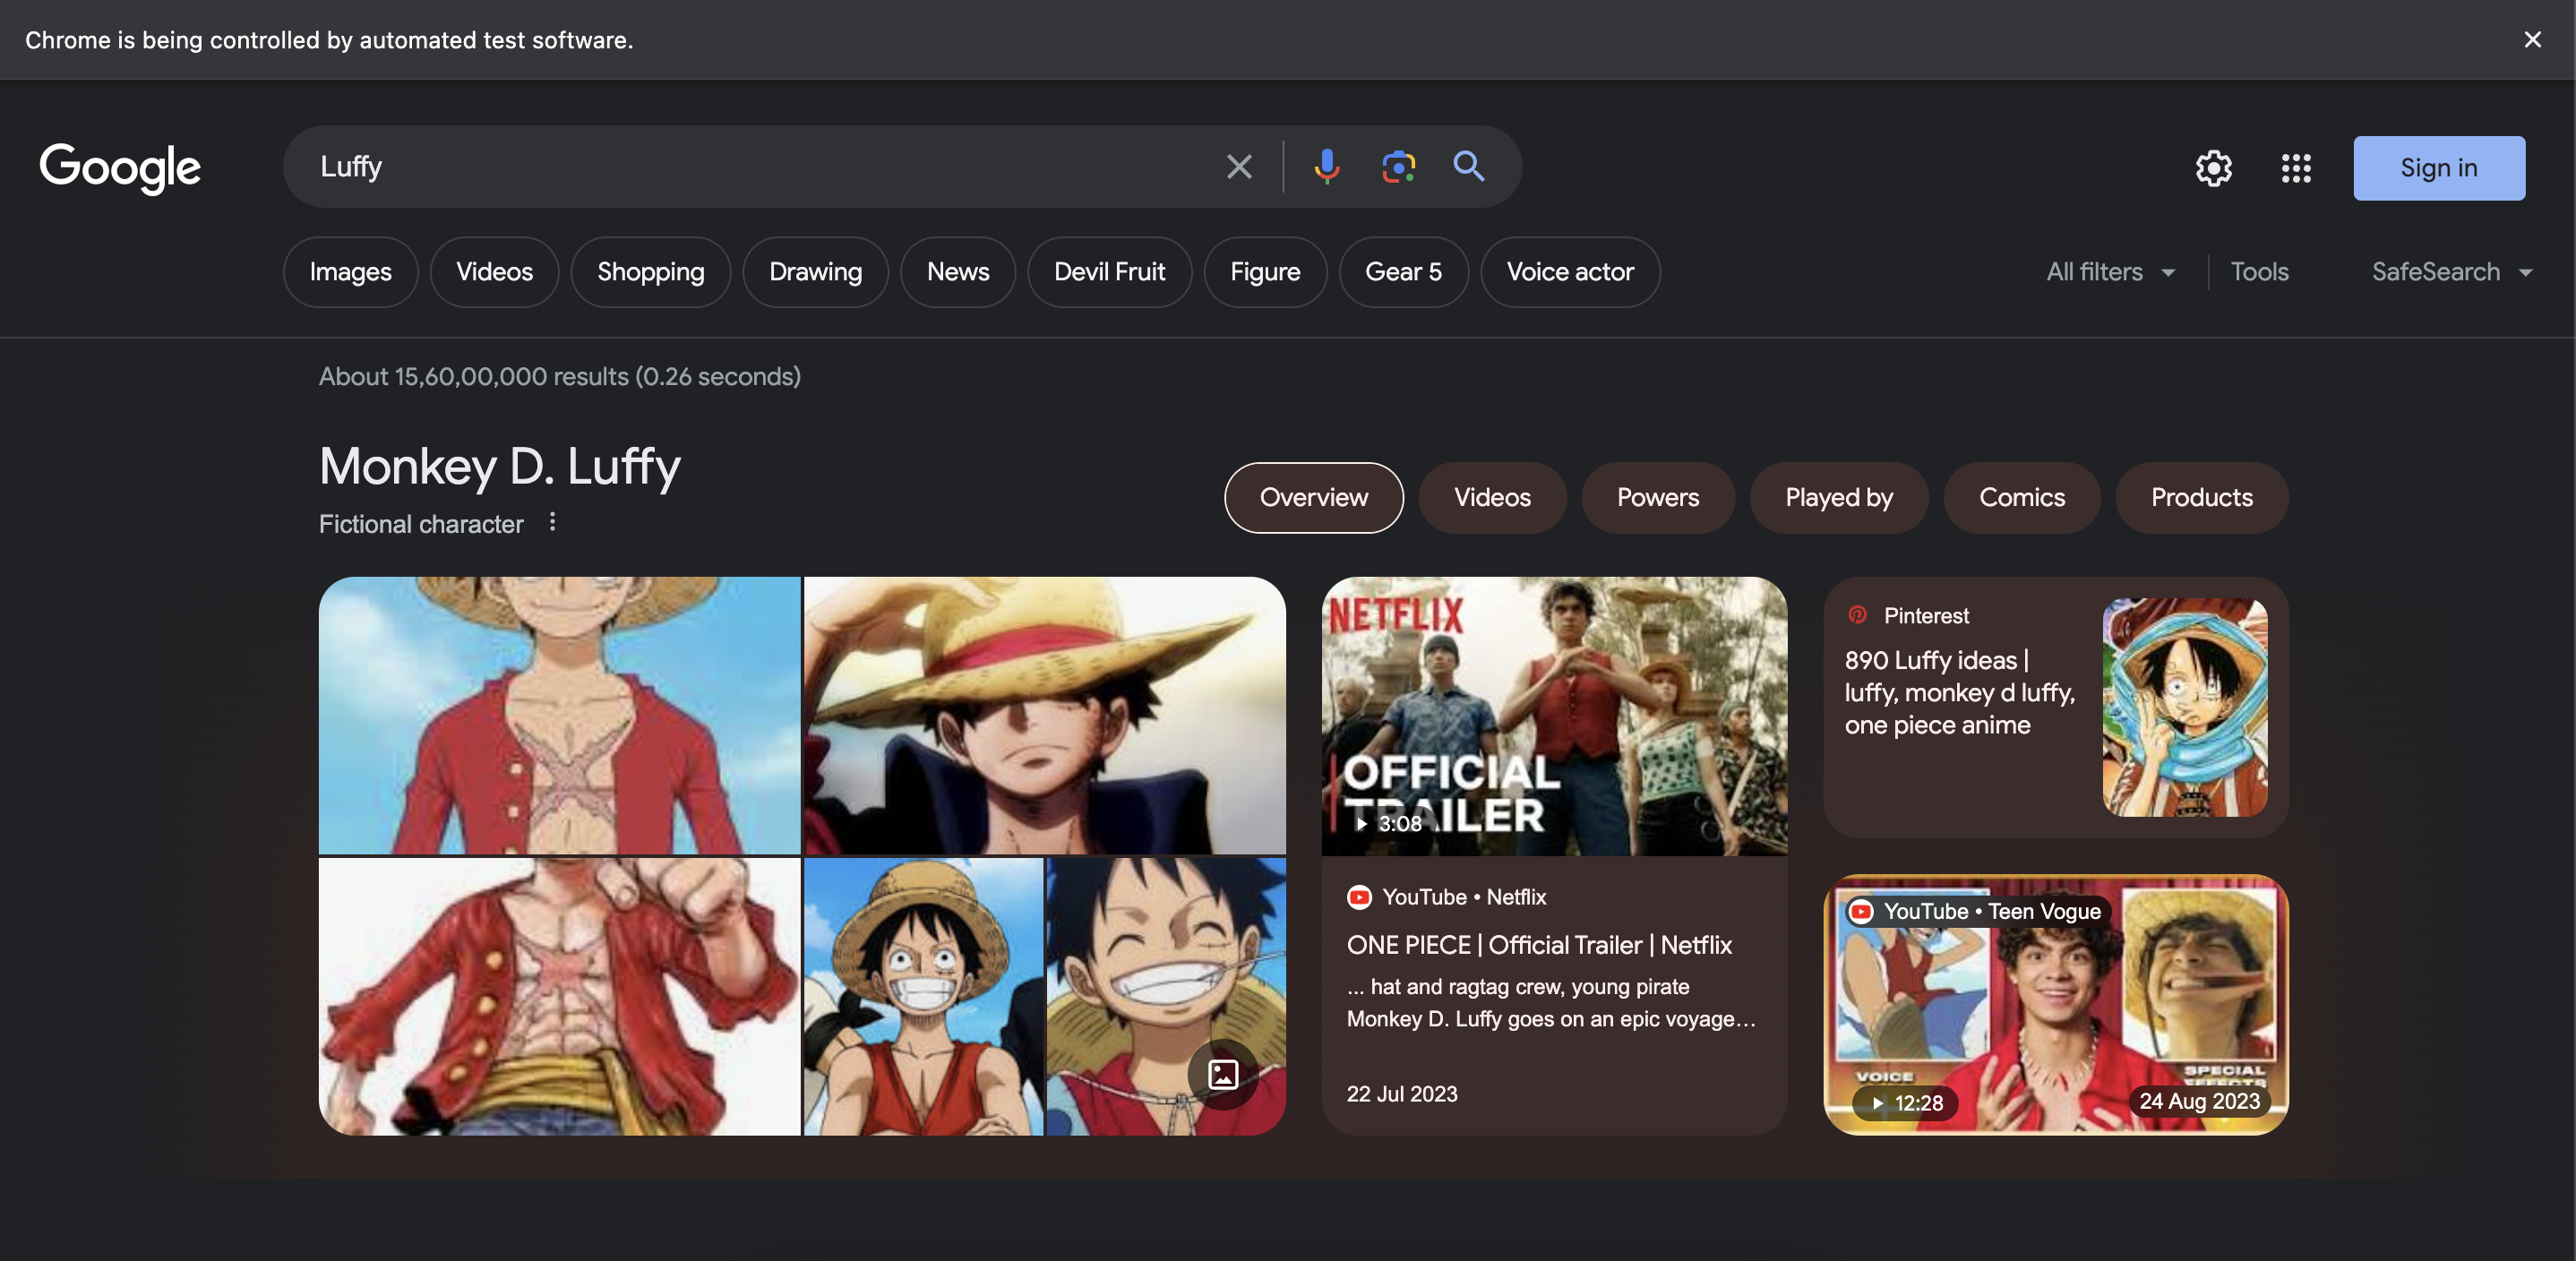 Chrome is being controlled by automated test software.
Google
Luffy
Sign in
Images
Videos
Shopping
Drawing
News
Devil Fruit
Figure
Gear 5
Voice actor
All filters
Tools
SafeSearch
About 15,60,00,000 results (0.26 seconds)
Monkey D. Luffy
Fictional character
Overview
Videos
Powers
Played by
Comics
Products
NETFLIX
OFFICIAL
TRAILER
3:08
YouTube • Netflix
ONE PIECE | Official Trailer | Netflix
... hat and ragtag crew, young pirate
Monkey D. Luffy goes on an epic voyage...
22 Jul 2023
Pinterest
890 Luffy ideas |
luffy, monkey d luffy,
one piece anime
YouTube • Teen Vogue
VOICE
SPECIAL
EFFECTS
12:28
24 Aug 2023